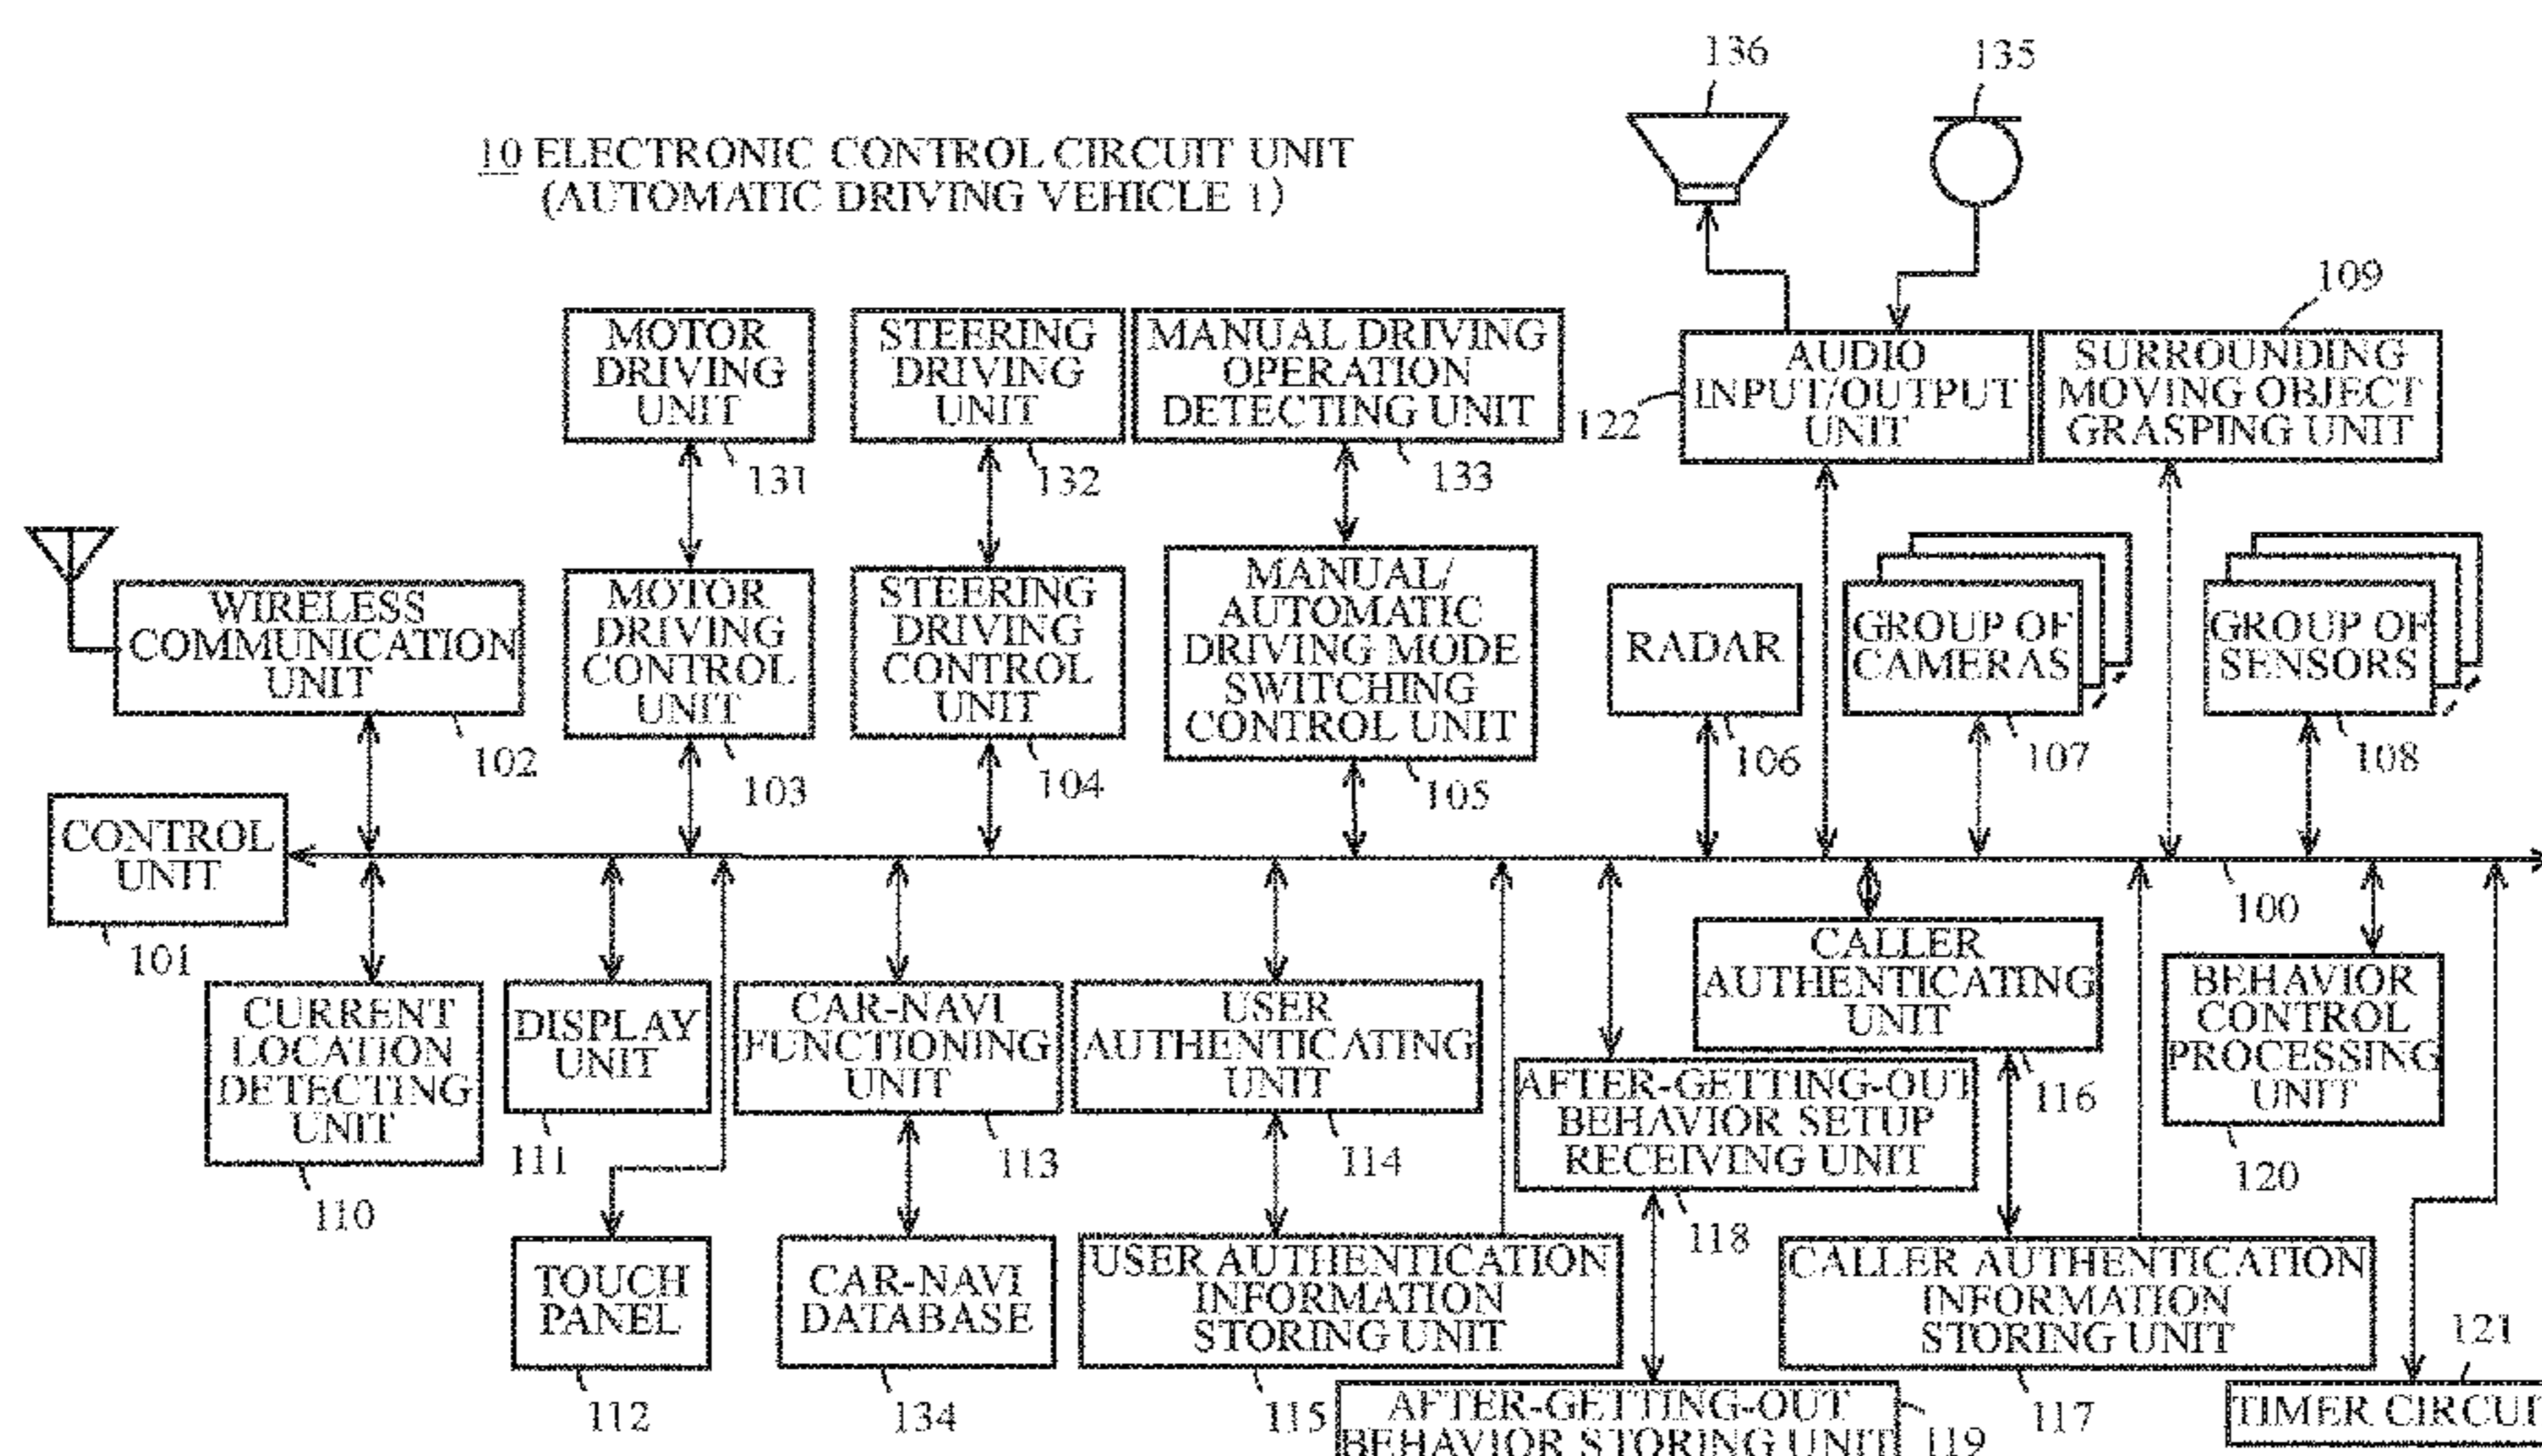 136
135
10 ELECTRONIC CONTROL CIRCUIT UNIT
(AUTOMATIC DRIVING VEHICLE 1)
109
MOTOR
DRIVING
UNIT
131
STEERING
DRIVING
UNIT
132
MANUAL DRIVING
OPERATION
DETECTING UNIT
133
122
AUDIO
INPUT/OUTPUT
UNIT
SURROUNDING
MOVING OBJECT
GRASPING UNIT
WIRELESS
COMMUNICATION
UNIT
102
MOTOR
DRIVING
CONTROL
UNIT
103
STEERING
DRIVING
CONTROL
UNIT
104
MANUAL/
AUTOMATIC
DRIVING MODE
SWITCHING
CONTROL UNIT
105
RADAR
106
GROUP OF
CAMERAS
107
GROUP OF
SENSORS
108
CONTROL
UNIT
101
100
CURRENT
LOCATION
DETECTING
UNIT
110
DISPLAY
UNIT
111
CAR-NAVI
FUNCTIONING
UNIT
113
USER
AUTHENTICATING
UNIT
114
CALLER
AUTHENTICATING
UNIT
116
BEHAVIOR
CONTROL
PROCESSING
UNIT
120
AFTER-GETTING-OUT
BEHAVIOR SETUP
RECEIVING UNIT
118
TOUCH
PANEL
112
CAR-NAVI
DATABASE
134
USER AUTHENTICATION
INFORMATION
STORING UNIT
115
CALLER AUTHENTICATION
INFORMATION
STORING UNIT
117
121
AFTER-GETTING-OUT
BEHAVIOR STORING UNIT
119
TIMER CIRCUI